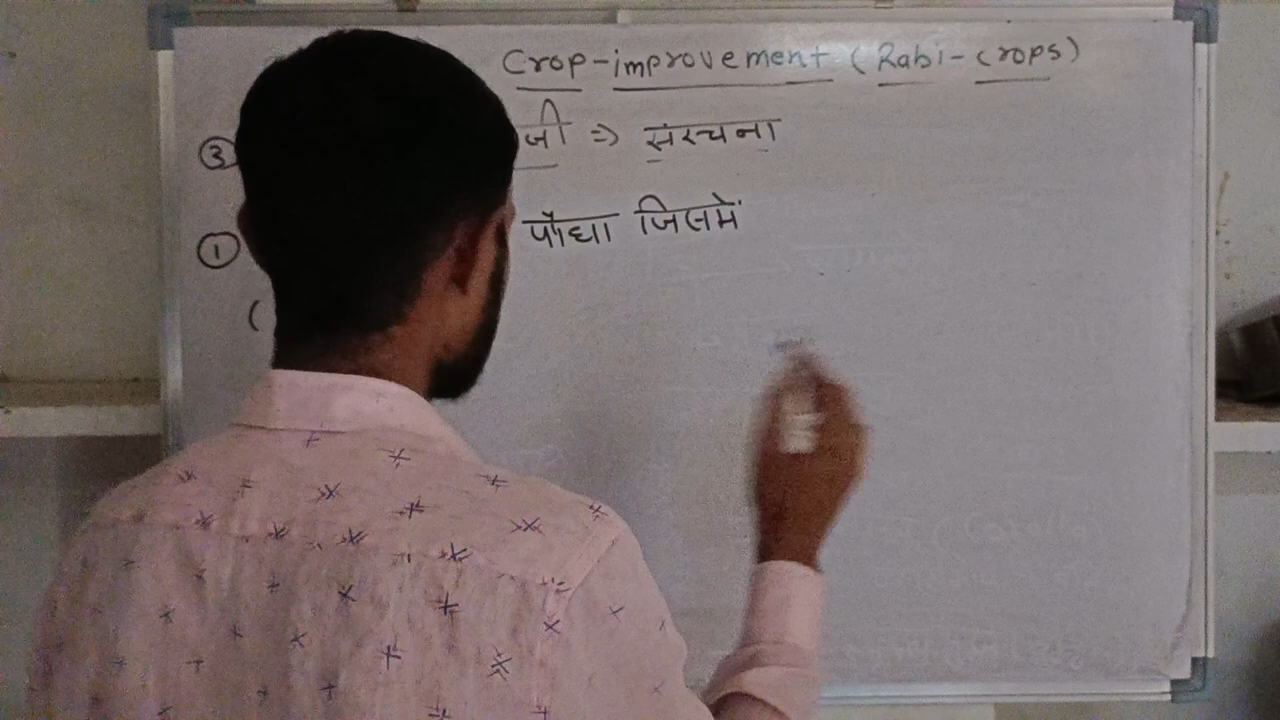 Crop-improvement (Rabi-crops)
③ जी => संरचना
① पौधा जिसमें
(